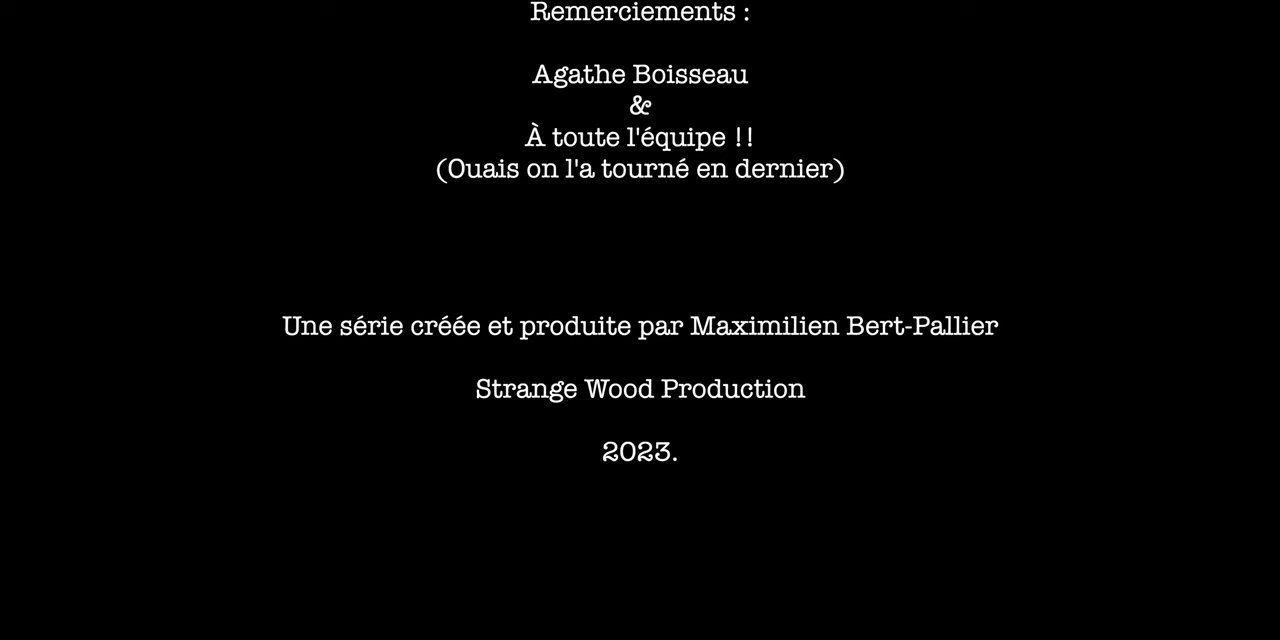 Remerciements :
Agathe Boisseau
&
À toute l'équipe !!
(Ouais on l'a tourné en dernier)
Une série créée et produite par Maximilien Bert-Pallier
Strange Wood Production
2023.